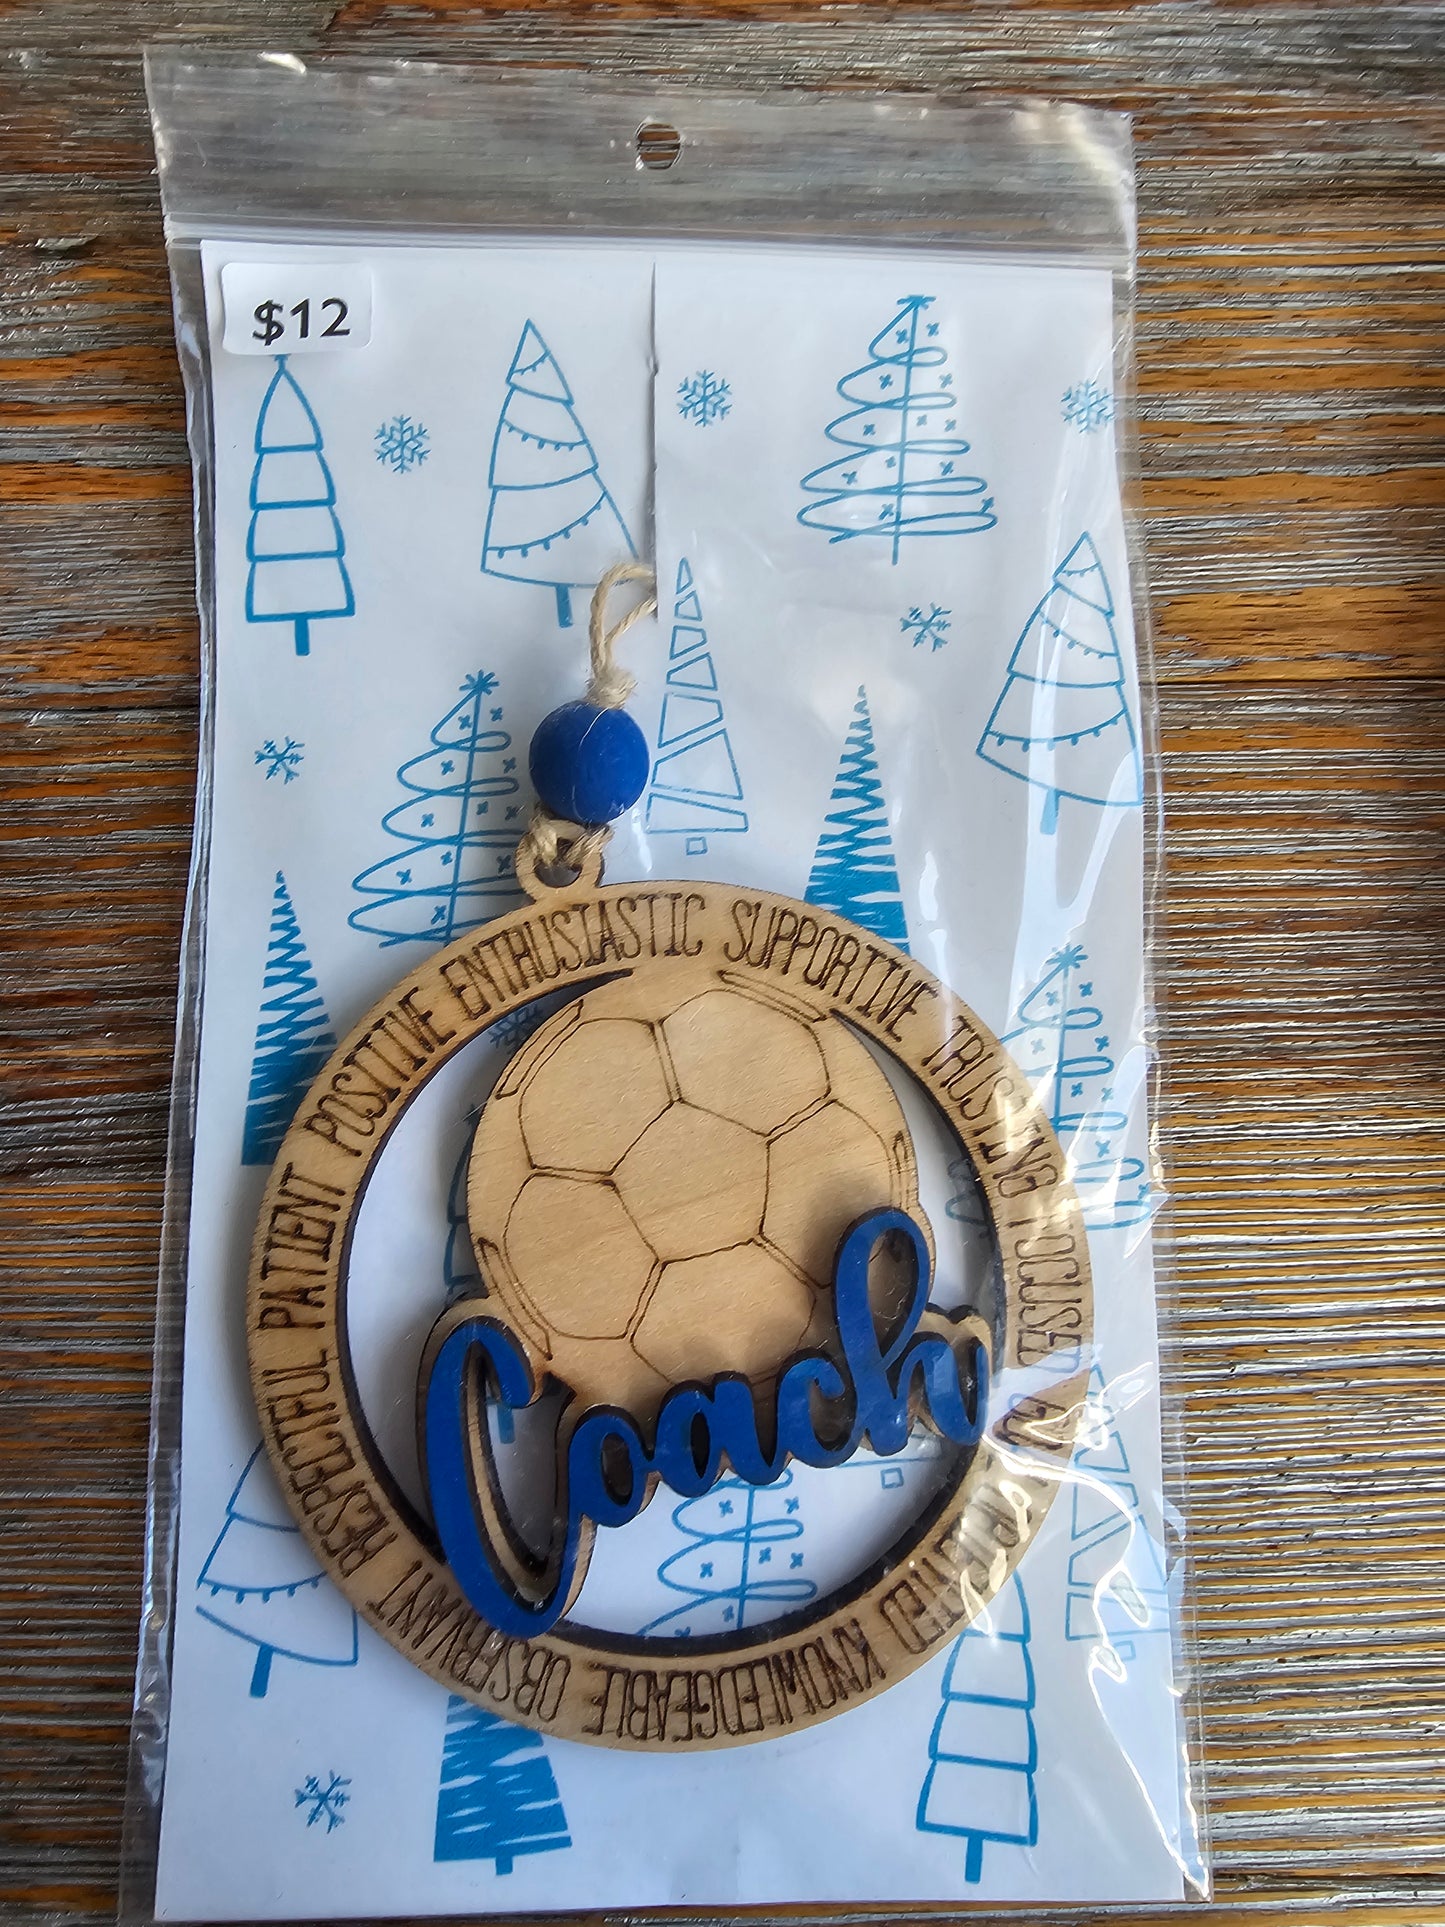 $12
ENTHUSIASTIC SUPPORTIVE TRUSTING FOCUSED
KNOWLEDGEABLE OBSERVANT RESPECTFUL PATIENT POSITIVE
Coach